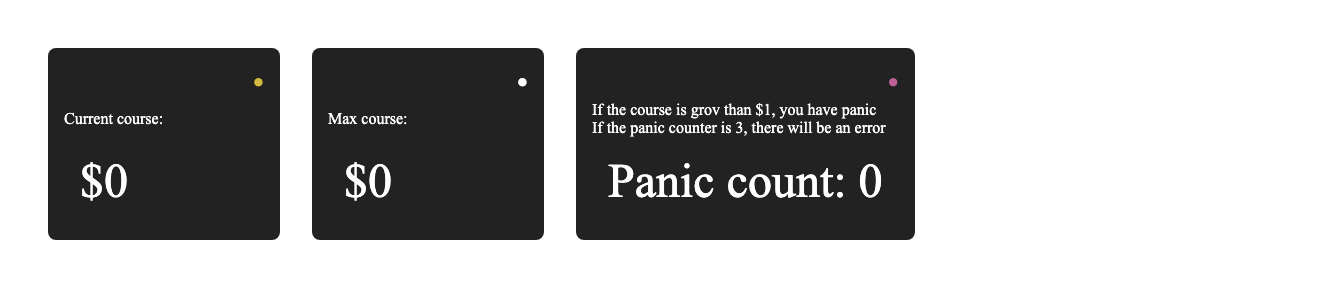 Current course:
$0
Max course:
$0
If the course is grov than $1, you have panic
If the panic counter is 3, there will be an error
Panic count: 0